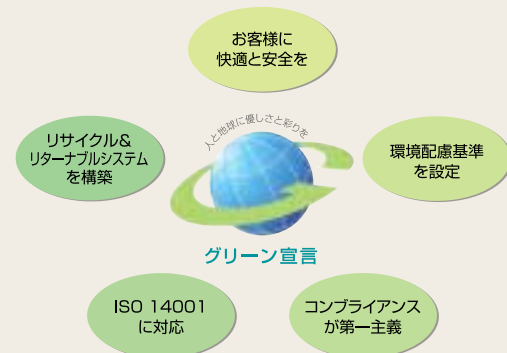 お客様に
快適と安全を
人と地球に優しさと彩りを
リサイクル&
リターナブルシステム
を構築
環境配慮基準
を設定
グリーン宣言
ISO 14001
に対応
コンプライアンス
が第一主義